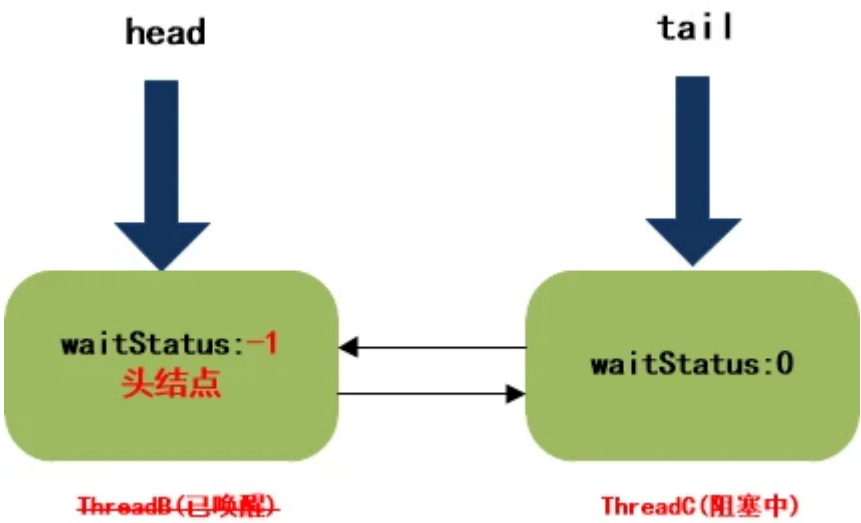 head
tail
waitStatus:-1
头结点
waitStatus:0
ThreadB(已唤醒)
ThreadC(阻塞中)